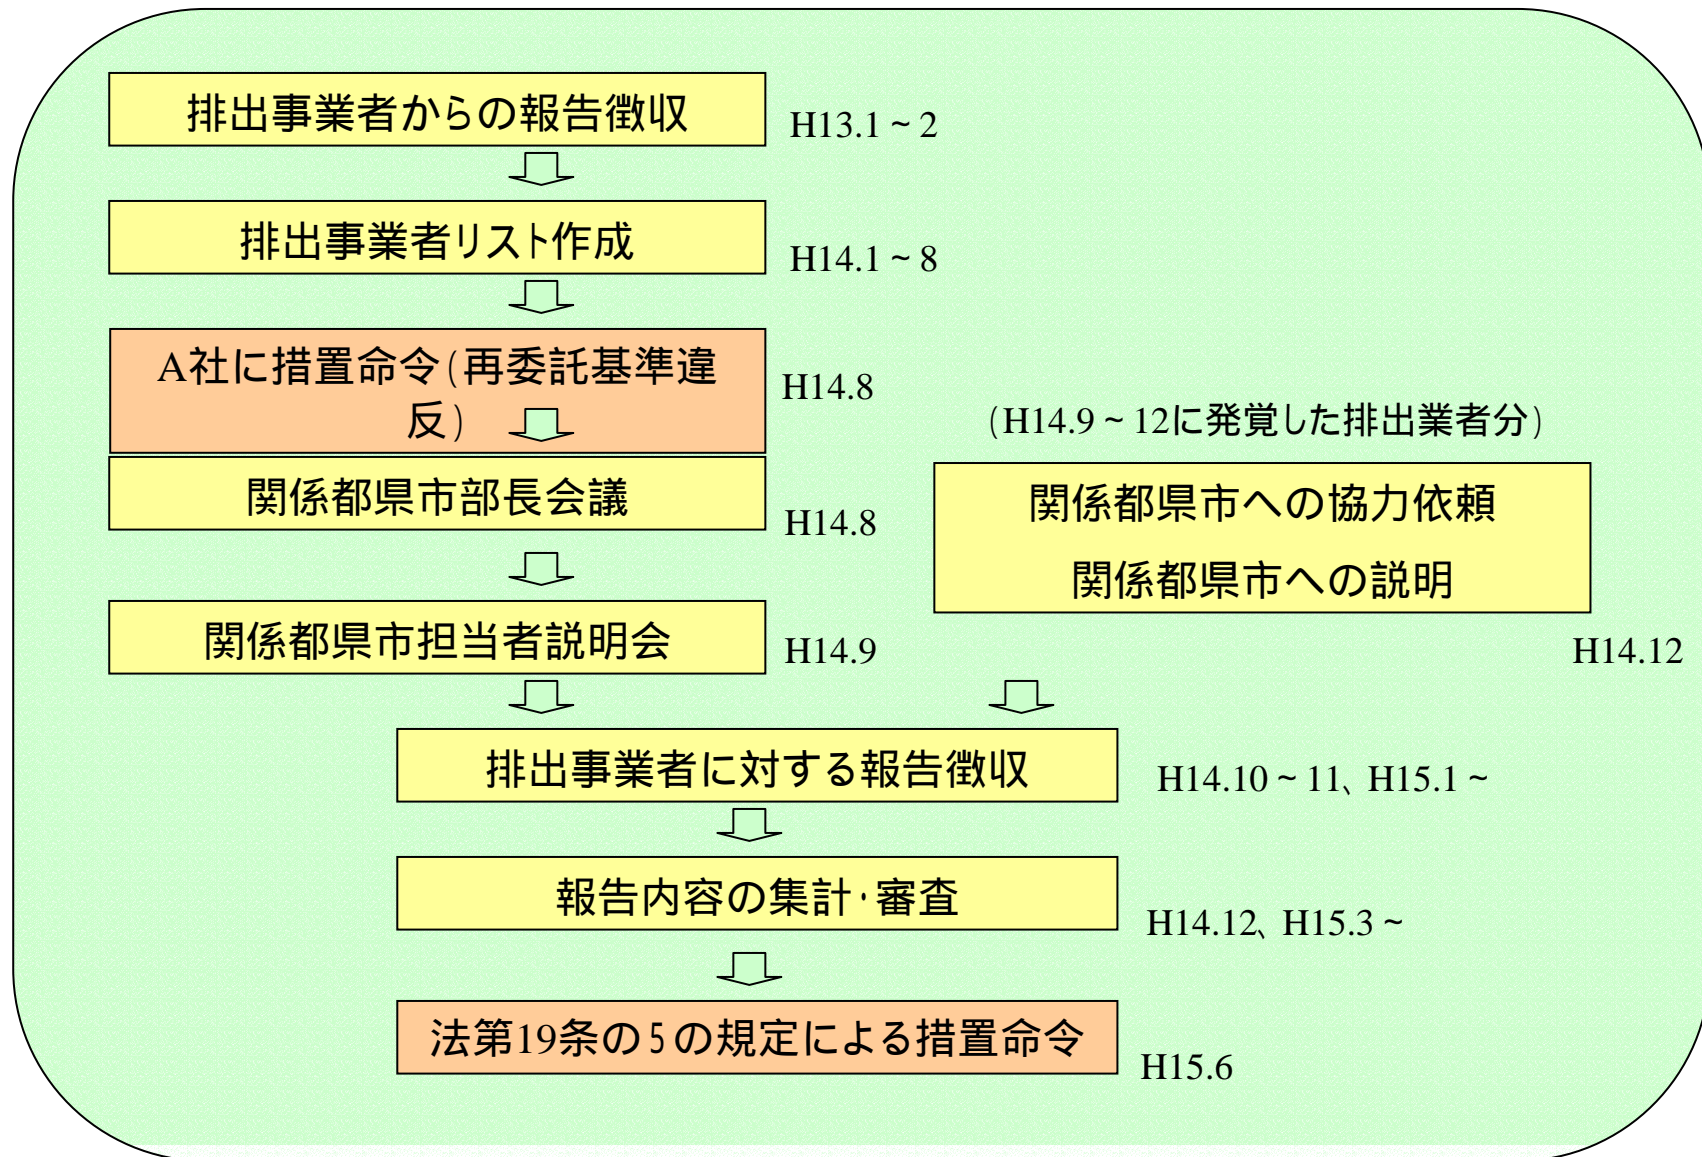 排出事業者からの報告徴収
H13.1～2
排出事業者リスト作成
H14.1～8
A社に措置命令(再委託基準違
反)
H14.8
関係都県市部長会議
H14.8
関係都県市担当者説明会
H14.9
(H14.9～12に発覚した排出業者分)
関係都県市への協力依頼
関係都県市への説明
H14.12
排出事業者に対する報告徴収
H14.10～11、H15.1～
報告内容の集計・審査
H14.12、H15.3～
法第19条の５の規定による措置命令
H15.6